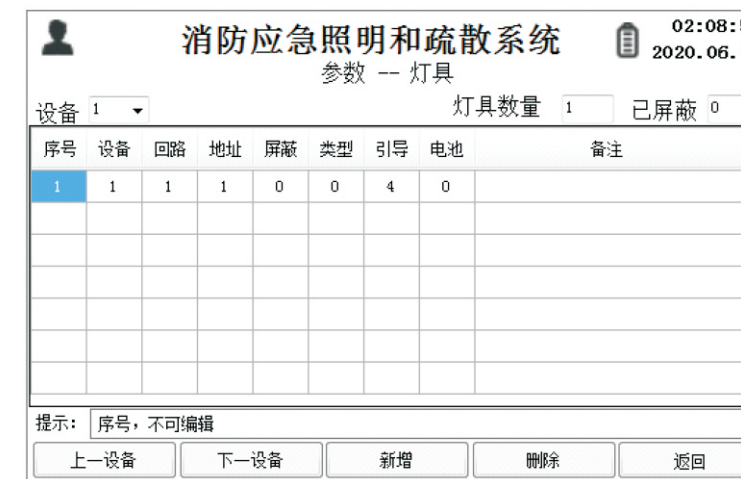 消防应急照明和疏散系统
02:08:
参数 -- 灯具
2020.06.
设备 1 灯具数量 1 已屏蔽 0
序号 设备 回路 地址 屏蔽 类型 引导 电池 备注
1 1 1 1 0 0 4 0
提示: 序号，不可编辑
上一设备 下一设备 新增 删除 返回